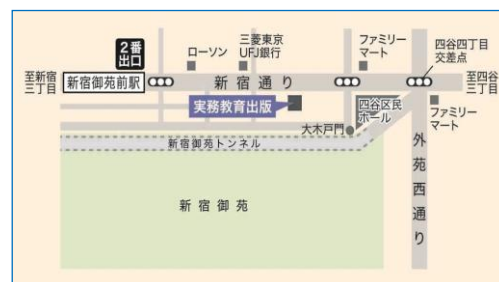 2番
出口
ローソン
三菱東京
UFJ銀行
ファミリー
マート
四谷四丁目
交差点
至新宿
三丁目
新宿御苑前駅
新宿通り
至四谷
三丁目
実務教育出版
四谷区民
ホール
ファミリー
マート
大木戸門
新宿御苑トンネル
外苑西通り
新宿御苑